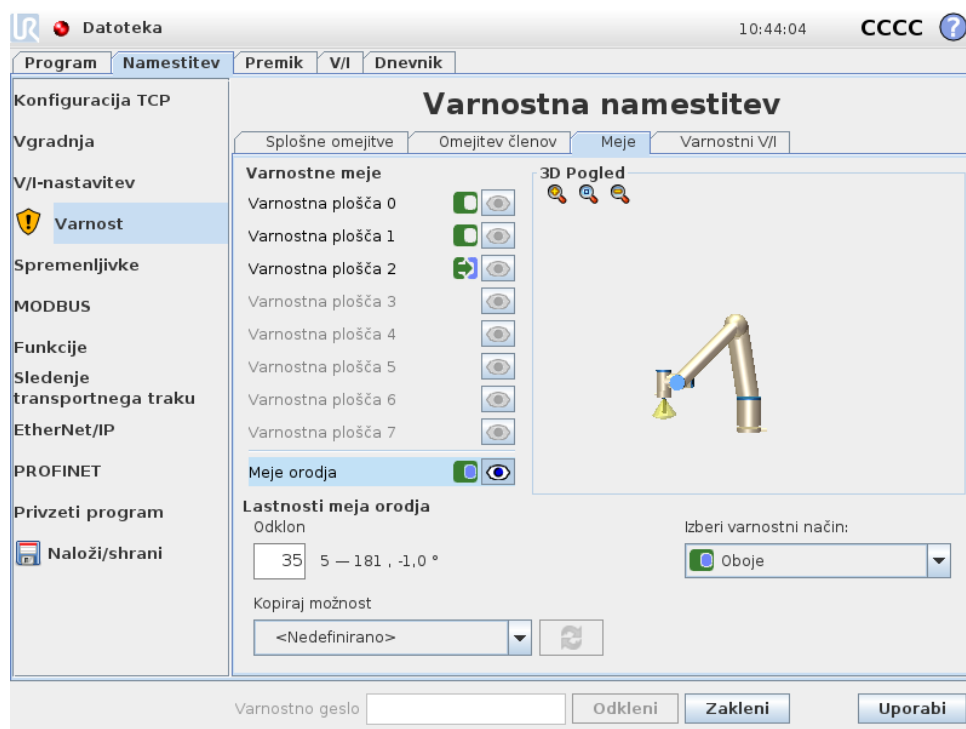 UR Datoteka 10:44:04 CCCC ?
Program Namestitev Premik V/I Dnevnik
Konfiguracija TCP
Vgradnja
V/I-nastavitev
Varnost
Spremenljivke
MODBUS
Funkcije
Sledenje
transportnega traku
EtherNet/IP
PROFINET
Privzeti program
Naloži/shrani
Varnostna namestitev
Splošne omejitve Omejitev členov Meje Varnostni V/I
Varnostne meje
Varnostna plošča 0
Varnostna plošča 1
Varnostna plošča 2
Varnostna plošča 3
Varnostna plošča 4
Varnostna plošča 5
Varnostna plošča 6
Varnostna plošča 7
Meje orodja
3D Pogled
Lastnosti meja orodja
Odklon
35 5 — 181 , -1,0 °
Kopiraj možnost
<Nedefinirano>
Izberi varnostni način:
Oboje
Varnostno geslo Odkleni Zakleni Uporabi